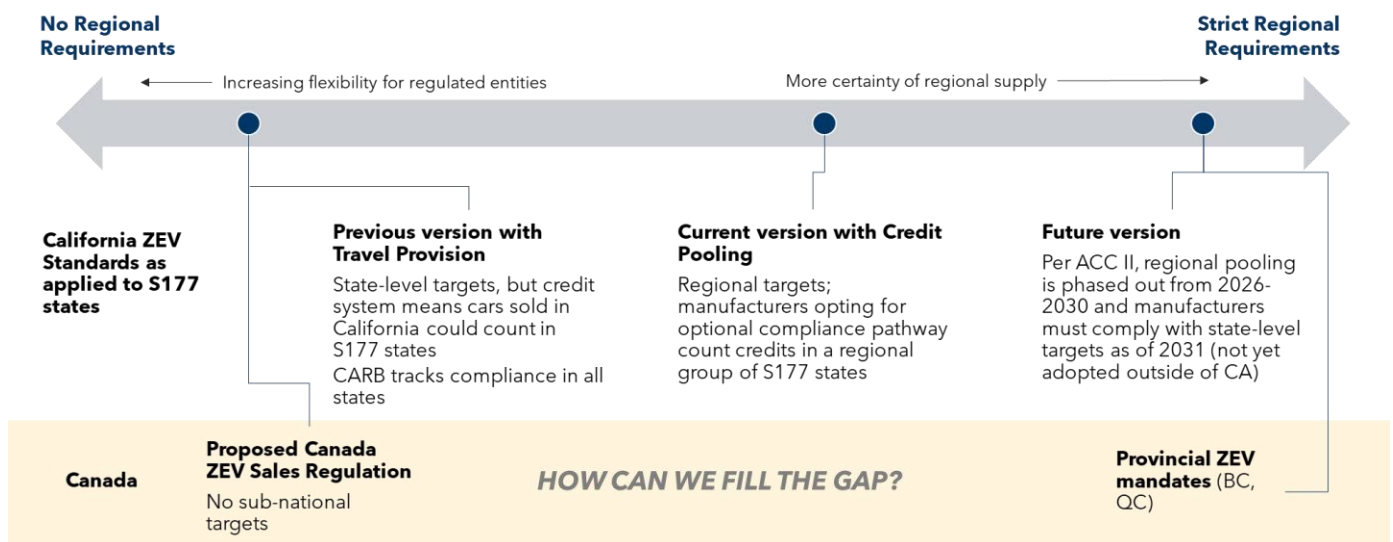 No Regional
Requirements
Strict Regional
Requirements
Increasing flexibility for regulated entities
More certainty of regional supply
California ZEV
Standards as
applied to S177
states
Previous version with
Travel Provision
State-level targets, but credit
system means cars sold in
California could count in
S177 states
CARB tracks compliance in all
states
Current version with Credit
Pooling
Regional targets;
manufacturers opting for
optional compliance pathway
count credits in a regional
group of S177 states
Future version
Per ACC II, regional pooling
is phased out from 2026-
2030 and manufacturers
must comply with state-level
targets as of 2031 (not yet
adopted outside of CA)
Canada
Proposed Canada
ZEV Sales Regulation
No sub-national
targets
HOW CAN WE FILL THE GAP?
Provincial ZEV
mandates (BC,
QC)